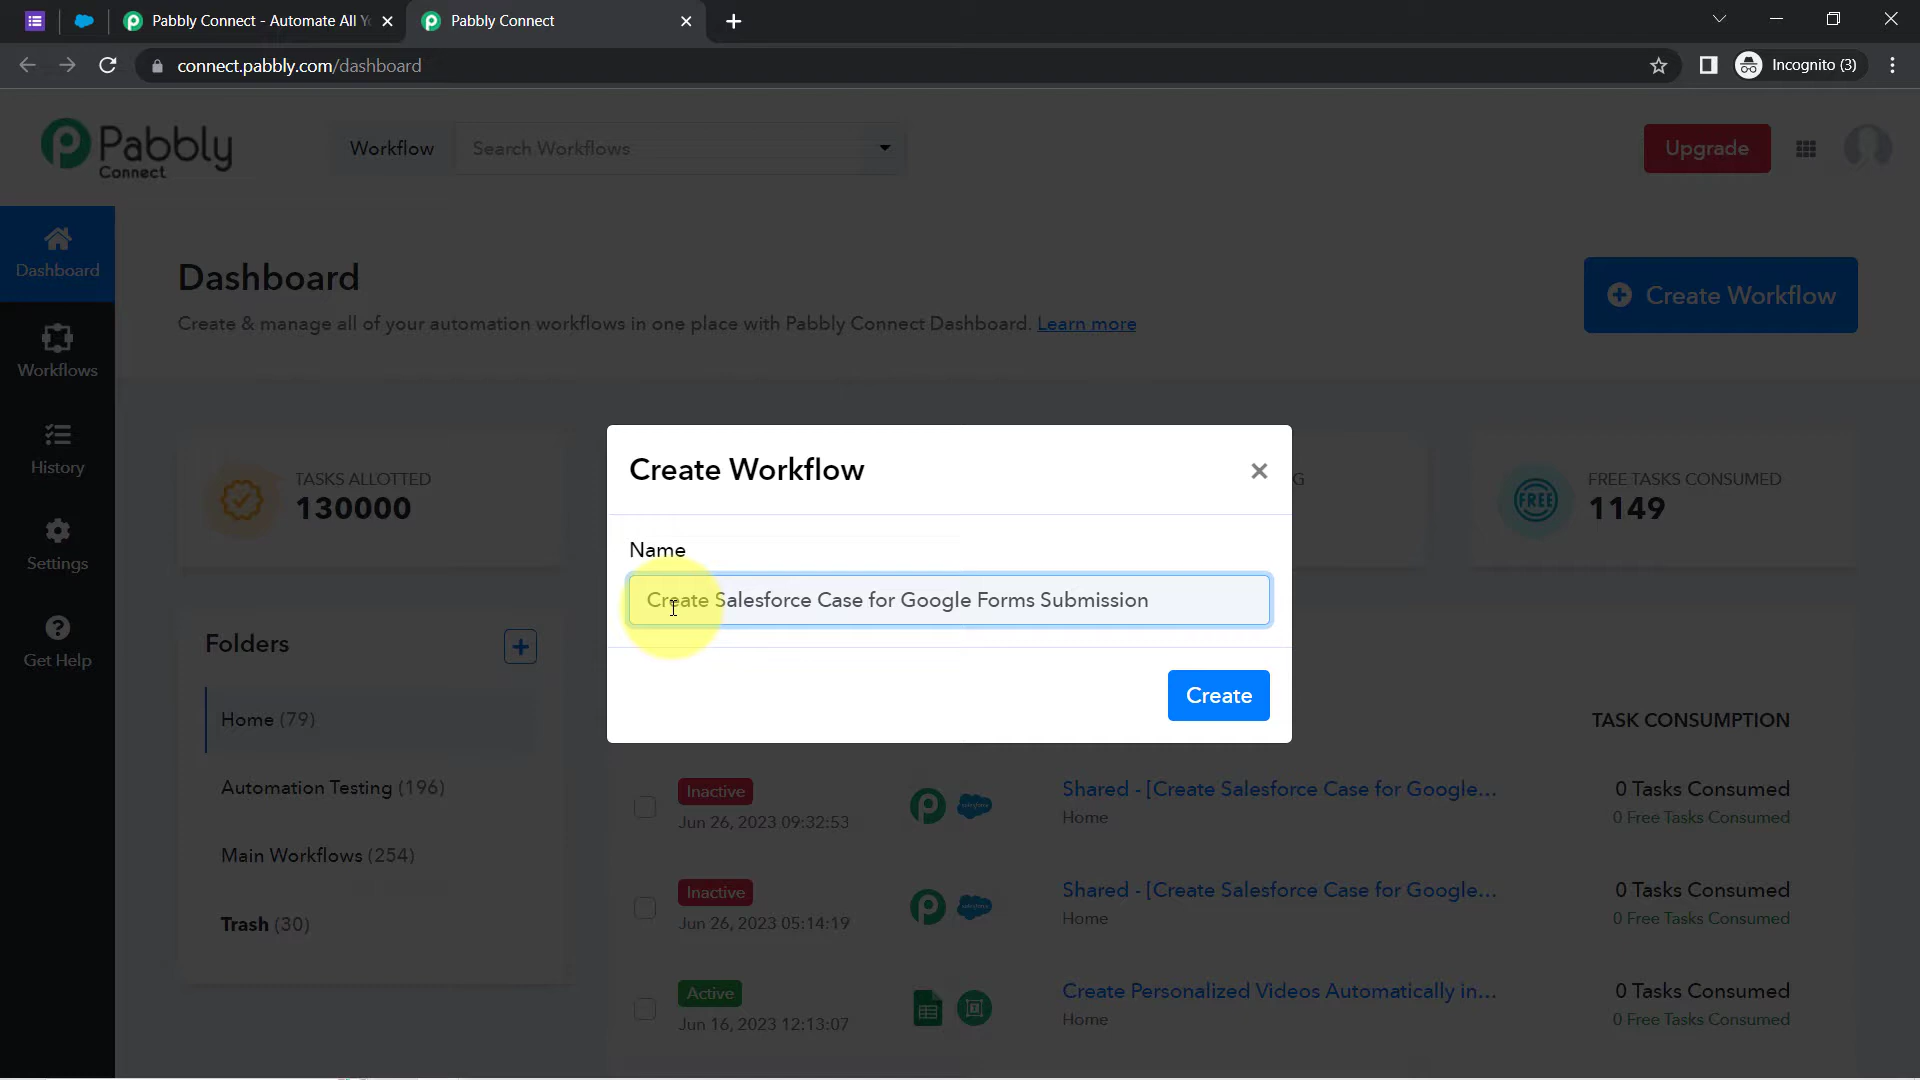 Pabbly Connect - Automate All Y
Pabbly Connect
connect.pabbly.com/dashboard
Incognito (3)
Pabbly
Connect
Workflow
Search Workflows
Upgrade
Dashboard
Workflows
History
Settings
Get Help
Dashboard
Create & manage all of your automation workflows in one place with Pabbly Connect Dashboard. Learn more
Create Workflow
TASKS ALLOTTED
130000
G
FREE
FREE TASKS CONSUMED
1149
Create Workflow
Name
Create Salesforce Case for Google Forms Submission
Create
Folders
Home (79)
Automation Testing (196)
Main Workflows (254)
Trash (30)
TASK CONSUMPTION
Inactive
Jun 26, 2023 09:32:53
Shared - [Create Salesforce Case for Google...
Home
0 Tasks Consumed
0 Free Tasks Consumed
Inactive
Jun 26, 2023 05:14:19
Shared - [Create Salesforce Case for Google...
Home
0 Tasks Consumed
0 Free Tasks Consumed
Active
Jun 16, 2023 12:13:07
Create Personalized Videos Automatically in...
Home
0 Tasks Consumed
0 Free Tasks Consumed